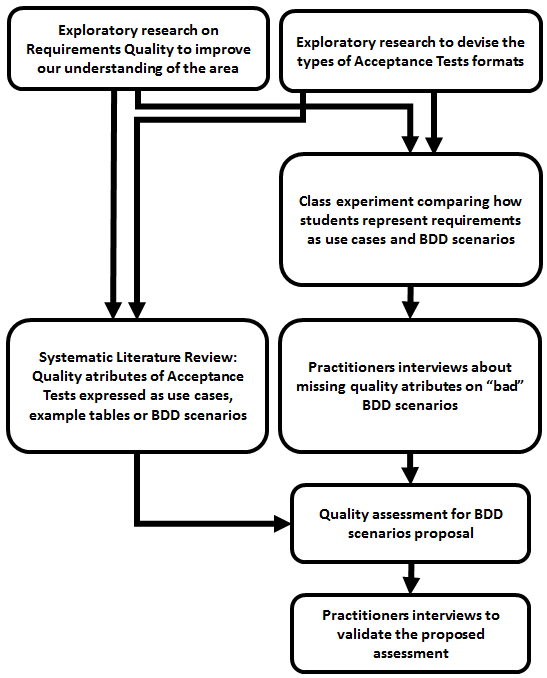 Exploratory research on
Requirements Quality to improve
our understanding of the area
Exploratory research to devise the
types of Acceptance Tests formats
Class experiment comparing how
students represent requirements
as use cases and BDD scenarios
Systematic Literature Review:
Quality atributes of Acceptance
Tests expressed as use cases,
example tables or BDD scenarios
Practitioners interviews about
missing quality atributes on “bad”
BDD scenarios
Quality assessment for BDD
scenarios proposal
Practitioners interviews to
validate the proposed
assessment